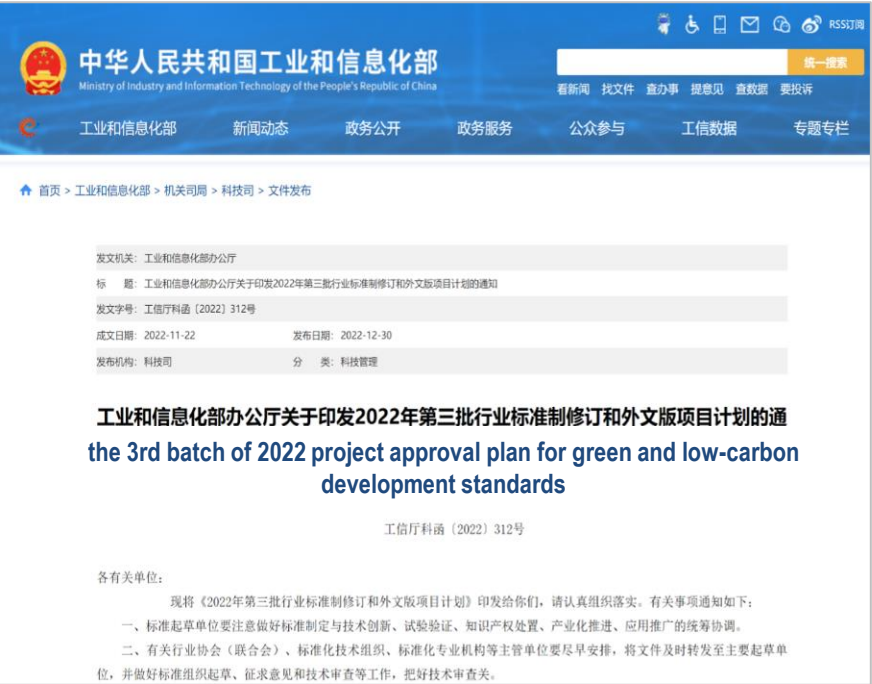 RSS订阅
中华人民共和国工业和信息化部
Ministry of Industry and Information Technology of the People's Republic of China
统一搜索
看新闻 找文件 查办事 提意见 查数据 要投诉
工业和信息化部 新闻动态 政务公开 政务服务 公众参与 工信数据 专题专栏
首页 > 工业和信息化部 > 机关司局 > 科技司 > 文件发布
发文机关： 工业和信息化部办公厅
标 题： 工业和信息化部办公厅关于印发2022年第三批行业标准制修订和外文版项目计划的通知
发文字号： 工信厅科函〔2022〕312号
成文日期： 2022-11-22 发布日期： 2022-12-30
发布机构： 科技司 分 类： 科技管理
工业和信息化部办公厅关于印发2022年第三批行业标准制修订和外文版项目计划的通
the 3rd batch of 2022 project approval plan for green and low-carbon
development standards
工信厅科函〔2022〕312号
各有关单位：
现将《2022年第三批行业标准制修订和外文版项目计划》印发给你们，请认真组织落实。有关事项通知如下：
一、标准起草单位要注意做好标准制定与技术创新、试验验证、知识产权处置、产业化推进、应用推广的统筹协调。
二、有关行业协会（联合会）、标准化技术组织、标准化专业机构等主管单位要尽早安排，将文件及时转发至主要起草单
位，并做好标准组织起草、征求意见和技术审查等工作，把好技术审查关。